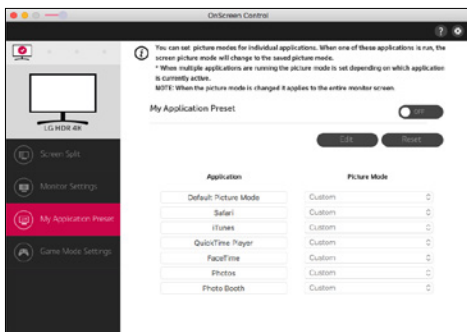 OnScreen Control
?
You can set picture modes for individual applications. When one of these applications is run, the
screen picture mode will change to the saved picture mode.
* When multiple applications are running the picture mode is set depending on which application
is currently active.
NOTE: When the picture mode is changed it applies to the entire monitor screen.
My Application Preset
OFF
Edit Reset
LG HDR 4K
Screen Split
Monitor Settings
My Application Preset
Game Mode Settings
Application Picture Mode
Default Picture Mode Custom
Safari Custom
iTunes Custom
QuickTime Player Custom
FaceTime Custom
Photos Custom
Photo Booth Custom